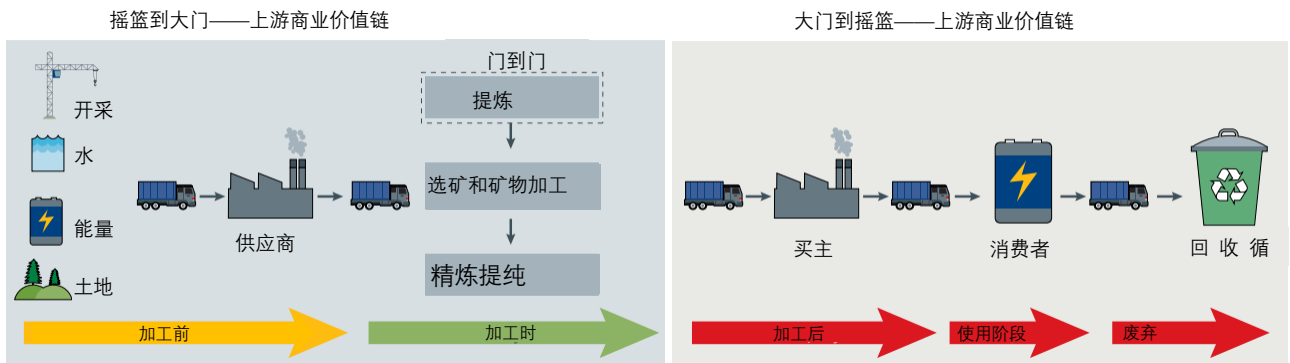 摇篮到大门——上游商业价值链
大门到摇篮——上游商业价值链
门到门
开采
提炼
水
选矿和矿物加工
能量
供应商
买主
消费者
回 收 循
土地
精炼提纯
加工前
加工时
加工后
使用阶段
废弃